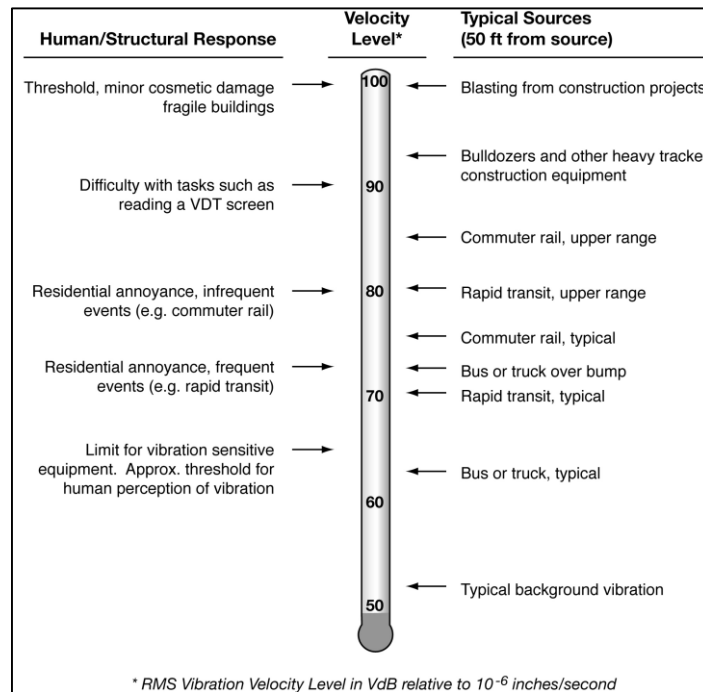 Human/Structural Response
Velocity
Level*
Typical Sources
(50 ft from source)
Threshold, minor cosmetic damage
fragile buildings
100
Blasting from construction projects
Bulldozers and other heavy tracke
construction equipment
Difficulty with tasks such as
reading a VDT screen
90
Commuter rail, upper range
Residential annoyance, infrequent
events (e.g. commuter rail)
80
Rapid transit, upper range
Commuter rail, typical
Residential annoyance, frequent
events (e.g. rapid transit)
Bus or truck over bump
70
Rapid transit, typical
Limit for vibration sensitive
equipment. Approx. threshold for
human perception of vibration
Bus or truck, typical
60
Typical background vibration
50
* RMS Vibration Velocity Level in VdB relative to 10⁻⁶ inches/second